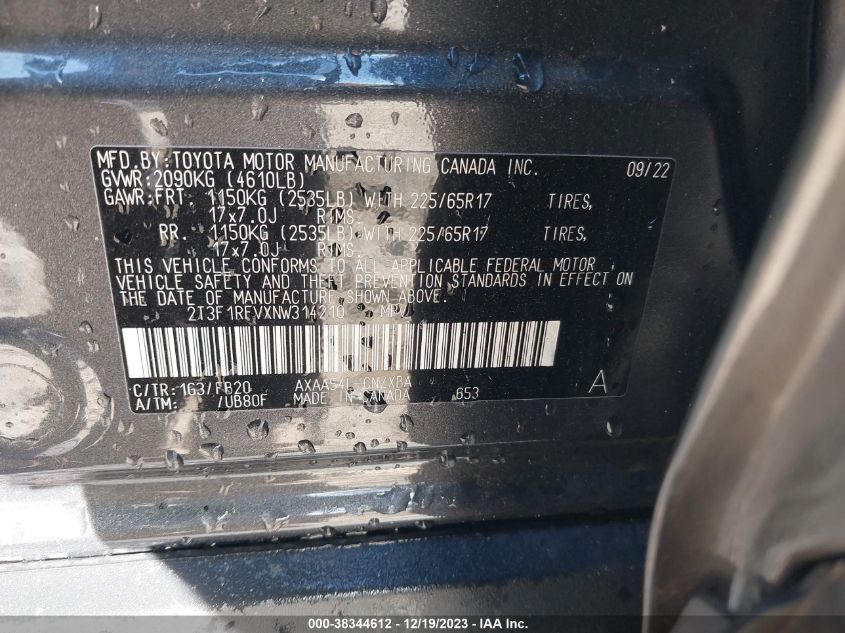 MFD.BY:TOYOTA MOTOR MANUFACTURING CANADA INC. 09/22
GVWR:2090KG (4610LB)
GAWR:FRT. 1150KG (2535LB) WITH 225/65R17 TIRES,
17x7.0J RIMS.
RR. 1150KG (2535LB) WITH 225/65R17 TIRES,
17x7.0J RIMS.
THIS VEHICLE CONFORMS TO ALL APPLICABLE FEDERAL MOTOR
VEHICLE SAFETY AND THEFT PREVENTION STANDARDS IN EFFECT ON
THE DATE OF MANUFACTURE SHOWN ABOVE.
2T3F1RFVXNW314210 MPV
C/TR:163/FB20 AXAA54L-CNZXBA A
A/TM: /UB80F MADE IN CANADA 653
000-38344612 - 12/19/2023 - IAA Inc.